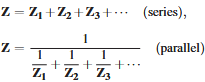 Z = Z₁ + Z₂ + Z₃ + ··· (series),
Z = 1 / (1/Z₁ + 1/Z₂ + 1/Z₃ + ···) (parallel)